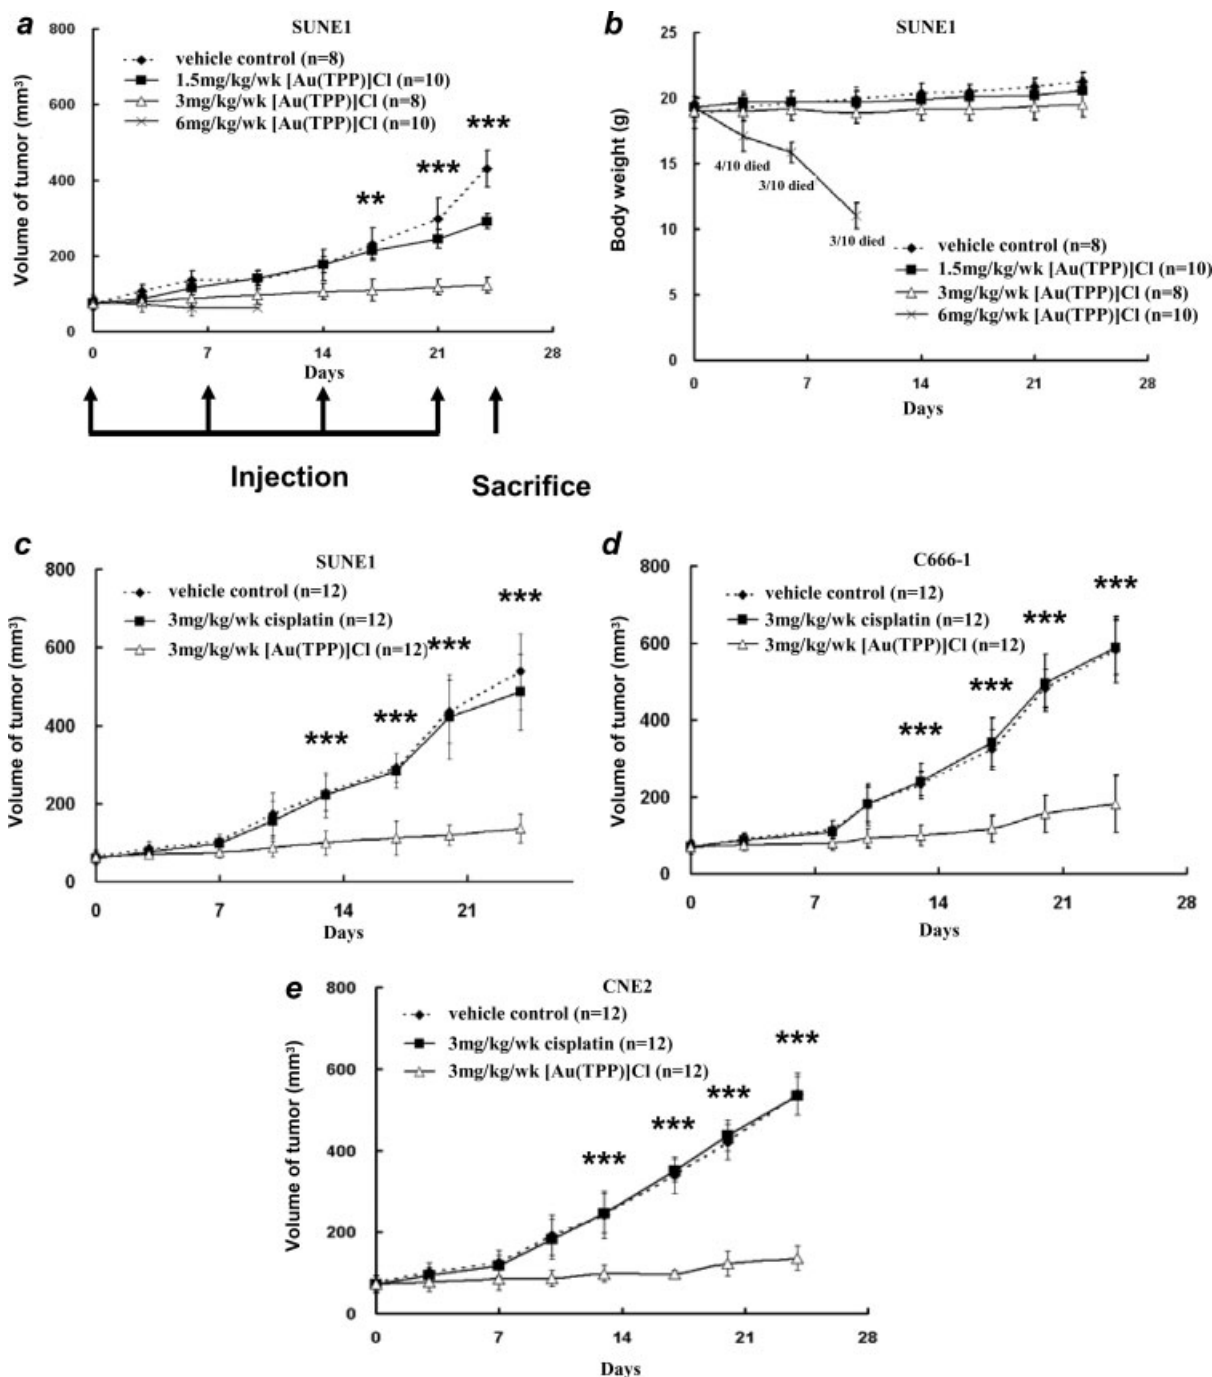 a
SUNE1
800
vehicle control (n=8)
1.5mg/kg/wk [Au(TPP)]Cl (n=10)
3mg/kg/wk [Au(TPP)]Cl (n=8)
6mg/kg/wk [Au(TPP)]Cl (n=10)
600
***
***
**
400
200
0
Volume of tumor (mm³)
0 7 14 21 28
Days
Injection
Sacrifice
b
SUNE1
25
20
15
10
5
0
Body weight (g)
4/10 died
3/10 died
3/10 died
vehicle control (n=8)
1.5mg/kg/wk [Au(TPP)]Cl (n=10)
3mg/kg/wk [Au(TPP)]Cl (n=8)
6mg/kg/wk [Au(TPP)]Cl (n=10)
0 7 14 21 28
Days
c
SUNE1
800
vehicle control (n=12)
3mg/kg/wk cisplatin (n=12)
3mg/kg/wk [Au(TPP)]Cl (n=12)
***
***
***
***
600
400
200
0
Volume of tumor (mm³)
0 7 14 21
Days
d
C666-1
800
vehicle control (n=12)
3mg/kg/wk cisplatin (n=12)
3mg/kg/wk [Au(TPP)]Cl (n=12)
***
***
***
***
600
400
200
0
Volume of tumor (mm³)
0 7 14 21 28
Days
e
CNE2
800
vehicle control (n=12)
3mg/kg/wk cisplatin (n=12)
3mg/kg/wk [Au(TPP)]Cl (n=12)
***
***
***
***
600
400
200
0
Volume of tumor (mm³)
0 7 14 21 28
Days